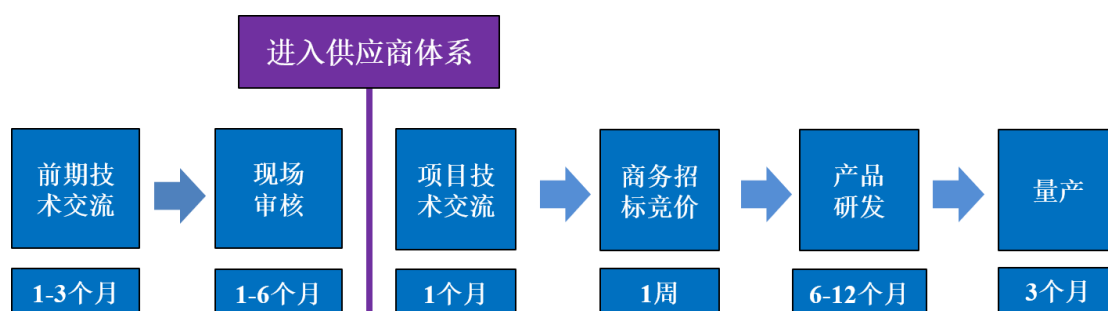 进入供应商体系
前期技
术交流
现场
审核
项目技
术交流
商务招
标竞价
产品
研发
量产
1-3个月
1-6个月
1个月
1周
6-12个月
3个月